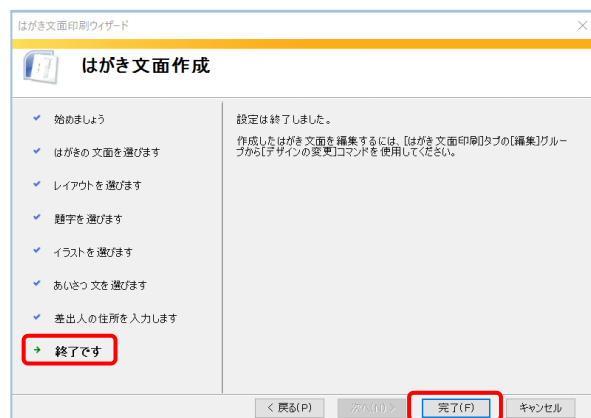 はがき文面印刷ウィザード
はがき文面作成
始めましょう
はがきの文面を選びます
レイアウトを選びます
題字を選びます
イラストを選びます
あいさつ文を選びます
差出人の住所を入力します
終了です
設定は終了しました。
作成したはがき文面を編集するには、[はがき文面印刷]タブの[編集]グルー
プから[デザインの変更]コマンドを使用してください。
< 戻る(P)
次へ(N) >
完了(F)
キャンセル